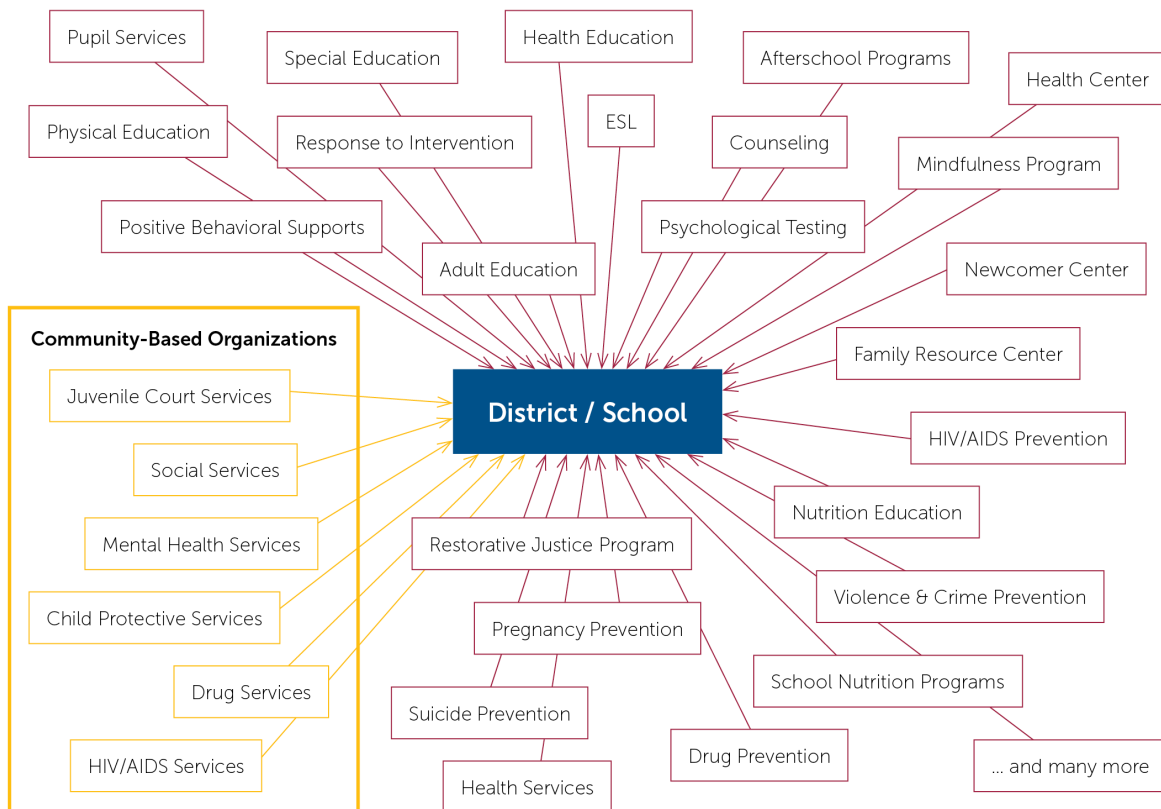 Pupil Services
Special Education
Health Education
Afterschool Programs
Health Center
Physical Education
Response to Intervention
ESL
Counseling
Mindfulness Program
Positive Behavioral Supports
Adult Education
Psychological Testing
Newcomer Center
Community-Based Organizations
Family Resource Center
Juvenile Court Services
District / School
HIV/AIDS Prevention
Social Services
Nutrition Education
Mental Health Services
Restorative Justice Program
Violence & Crime Prevention
Child Protective Services
Pregnancy Prevention
School Nutrition Programs
Drug Services
Suicide Prevention
Drug Prevention
HIV/AIDS Services
Health Services
... and many more